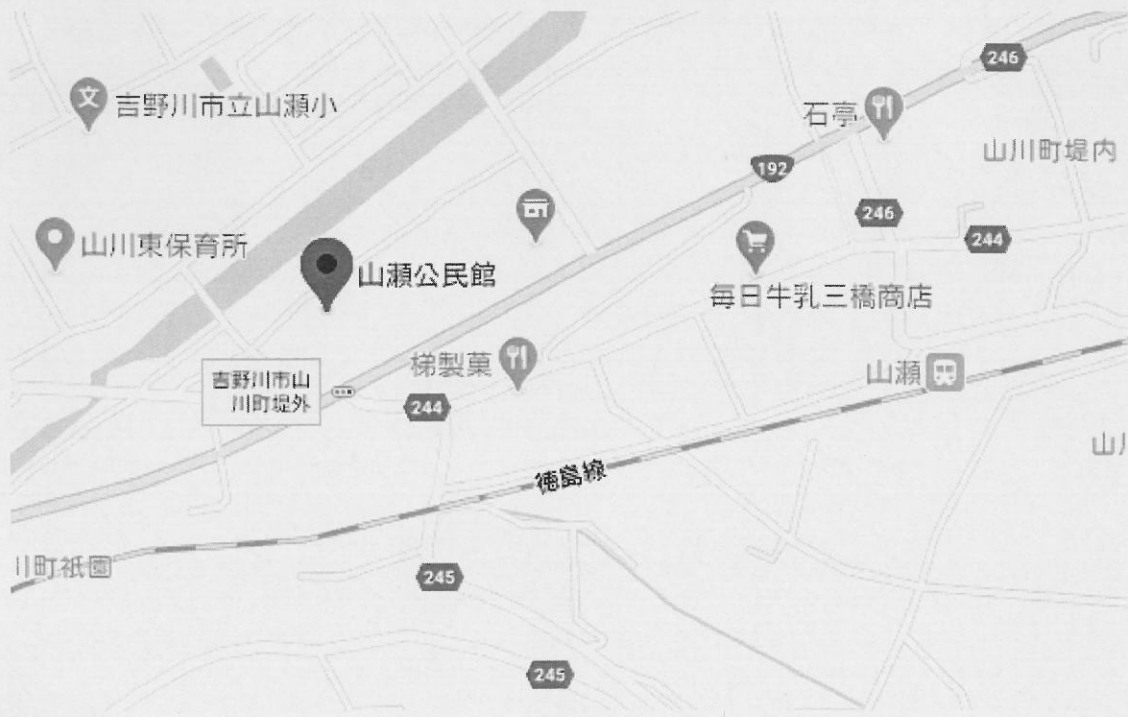 246
文
吉野川市立山瀬小
石亭
山川町堤内
192
246
244
山川東保育所
山瀬公民館
毎日牛乳三橋商店
梯製菓
山瀬
吉野川市山
川町堤外
244
山川
徳島線
川町祇園
245
245